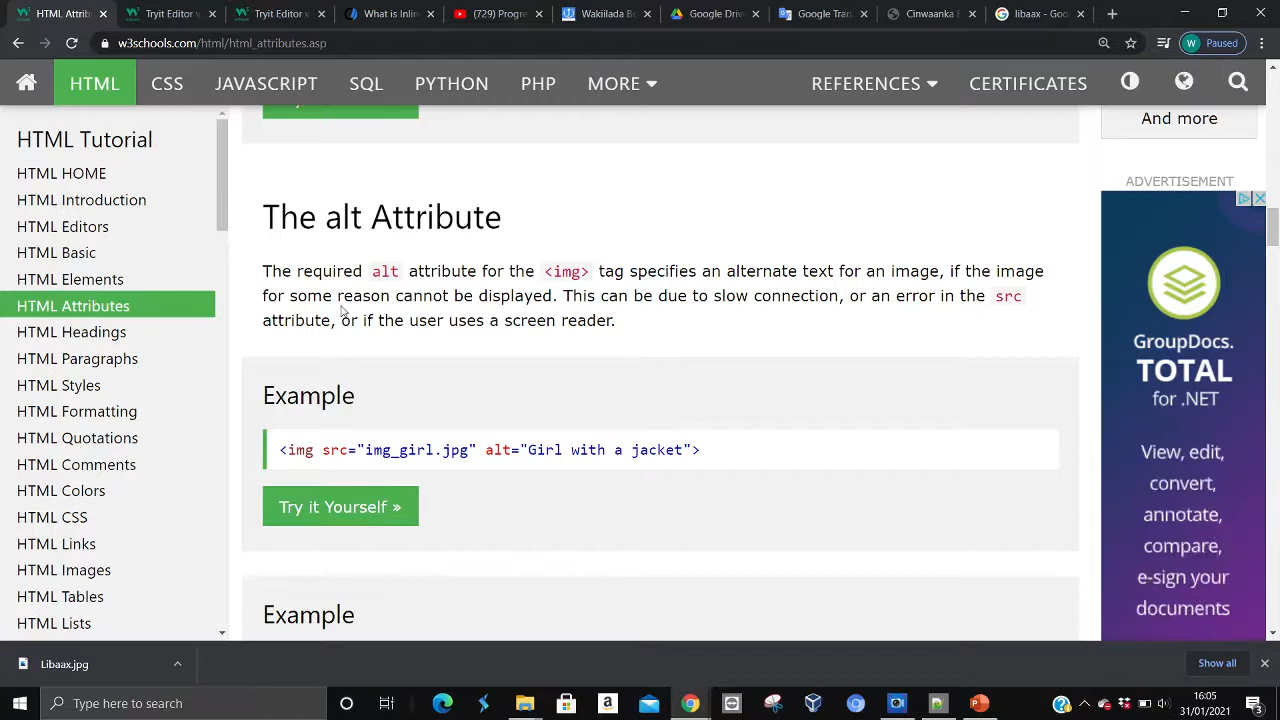 HTML Attrib
Tryit Editor v
Tryit Editor v
What is Inlin
(729) Progre
Wakiilada Be
Google Drive
Google Tran
Cinwaanka
libaax - Goo
w3schools.com/html/html_attributes.asp
W Paused
HTML CSS JAVASCRIPT SQL PYTHON PHP MORE REFERENCES CERTIFICATES
HTML Tutorial
HTML HOME
HTML Introduction
HTML Editors
HTML Basic
HTML Elements
HTML Attributes
HTML Headings
HTML Paragraphs
HTML Styles
HTML Formatting
HTML Quotations
HTML Comments
HTML Colors
HTML CSS
HTML Links
HTML Images
HTML Tables
HTML Lists
The alt Attribute
The required alt attribute for the <img> tag specifies an alternate text for an image, if the image
for some reason cannot be displayed. This can be due to slow connection, or an error in the src
attribute, or if the user uses a screen reader.
Example
<img src="img_girl.jpg" alt="Girl with a jacket">
Try it Yourself »
Example
And more
ADVERTISEMENT
GroupDocs.
TOTAL
for .NET
View, edit,
convert,
annotate,
compare,
e-sign your
documents
Libaax.jpg
Show all
Type here to search
16:05
31/01/2021
3